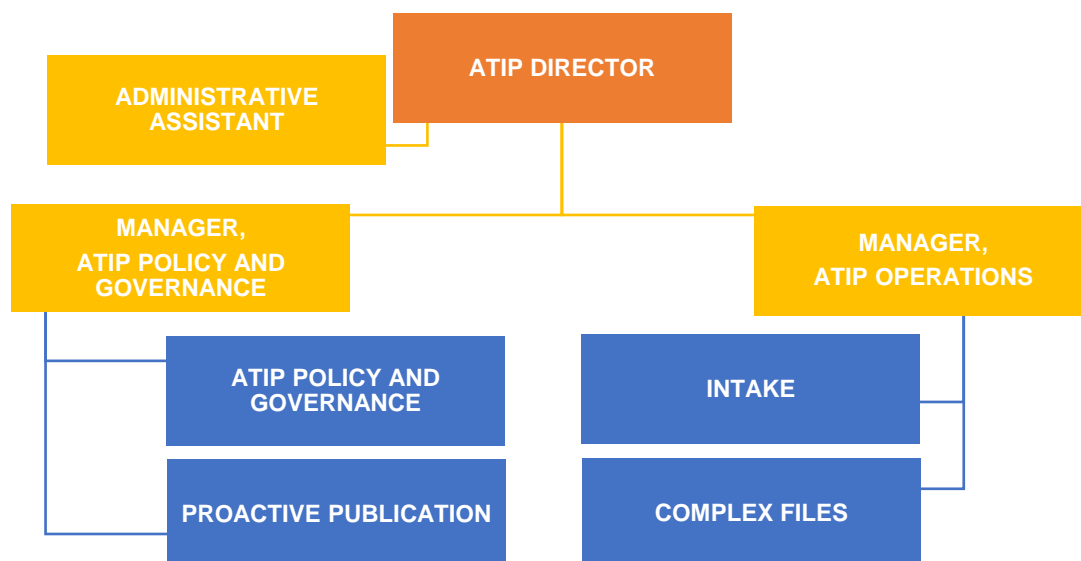 ATIP DIRECTOR
ADMINISTRATIVE
ASSISTANT
MANAGER,
ATIP POLICY AND
GOVERNANCE
MANAGER,
ATIP OPERATIONS
ATIP POLICY AND
GOVERNANCE
INTAKE
PROACTIVE PUBLICATION
COMPLEX FILES